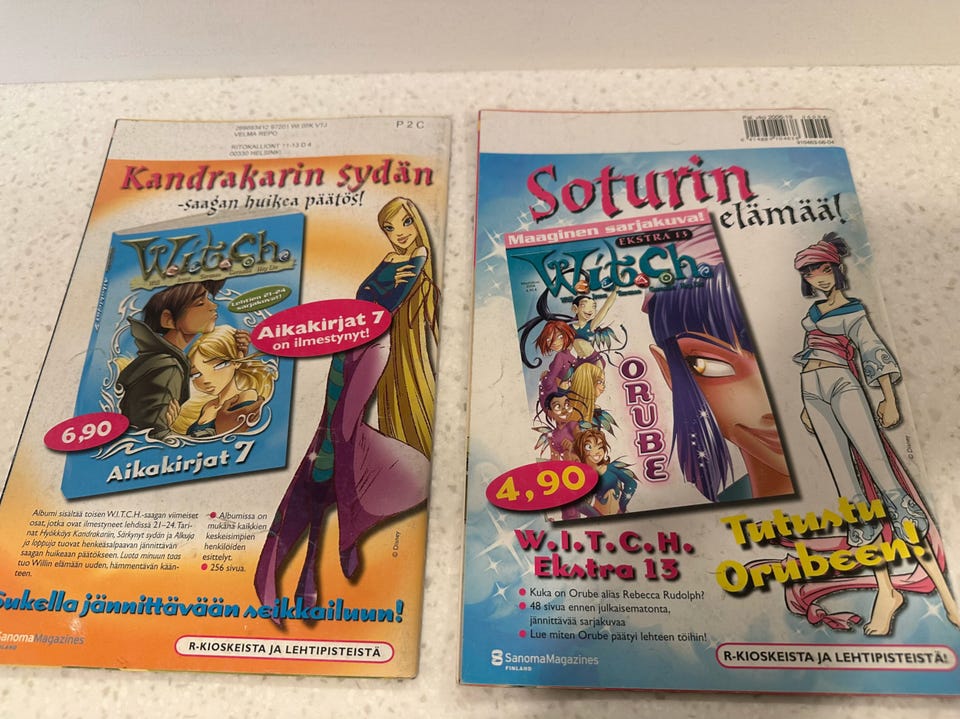 P2C
VELMA REPO
RITOKALLIONT 11-13 D 4
00330 HELSINKI
Kandrakarin sydän
-saagan huikea päätös!
W.i.t.c.h.
Lehtien 21-24
sarjakuvat!
Aikakirjat 7
on ilmestynyt!
6,90
Aikakirjat 7
Albumi sisältää toisen W.I.T.C.H.-saagan viimeiset
osat, jotka ovat ilmestyneet lehdissä 21–24. Tari-
nat Hyökkäys Kandrakariin, Särkynyt sydän ja Alkuja
ja loppuja tuovat henkeäsalpaavan jännittävän
saagan huikeaan päätökseen. Luota minuun taas
tuo Willin elämään uuden, hämmentävän kään-
teen.
● Albumissa on
mukana kaikkien
keskeisimpien
henkilöiden
esittelyt.
● 256 sivua.
© Disney
Sukella jännittävään seikkailuun!
SanomaMagazines
FINLAND
R-KIOSKEISTA JA LEHTIPISTEISTÄ
910463-06-04
Soturin
elämää!
Maaginen sarjakuva!
EKSTRA 13
W.i.t.c.h.
ORUBE
4,90
© Disney
Tutustu
Orubeen!
W.I.T.C.H.
Ekstra 13
● Kuka on Orube alias Rebecca Rudolph?
● 48 sivua ennen julkaisematonta,
jännittävää sarjakuvaa
● Lue miten Orube päätyi lehteen töihin!
SanomaMagazines
FINLAND
R-KIOSKEISTA JA LEHTIPISTEISTÄ!